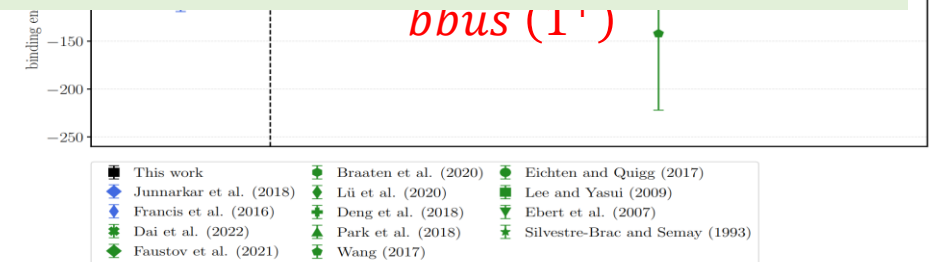 bbus (1⁺)
binding en
−150
−200
−250
This work
Junnarkar et al. (2018)
Francis et al. (2016)
Dai et al. (2022)
Faustov et al. (2021)
Braaten et al. (2020)
Lü et al. (2020)
Deng et al. (2018)
Park et al. (2018)
Wang (2017)
Eichten and Quigg (2017)
Lee and Yasui (2009)
Ebert et al. (2007)
Silvestre-Brac and Semay (1993)